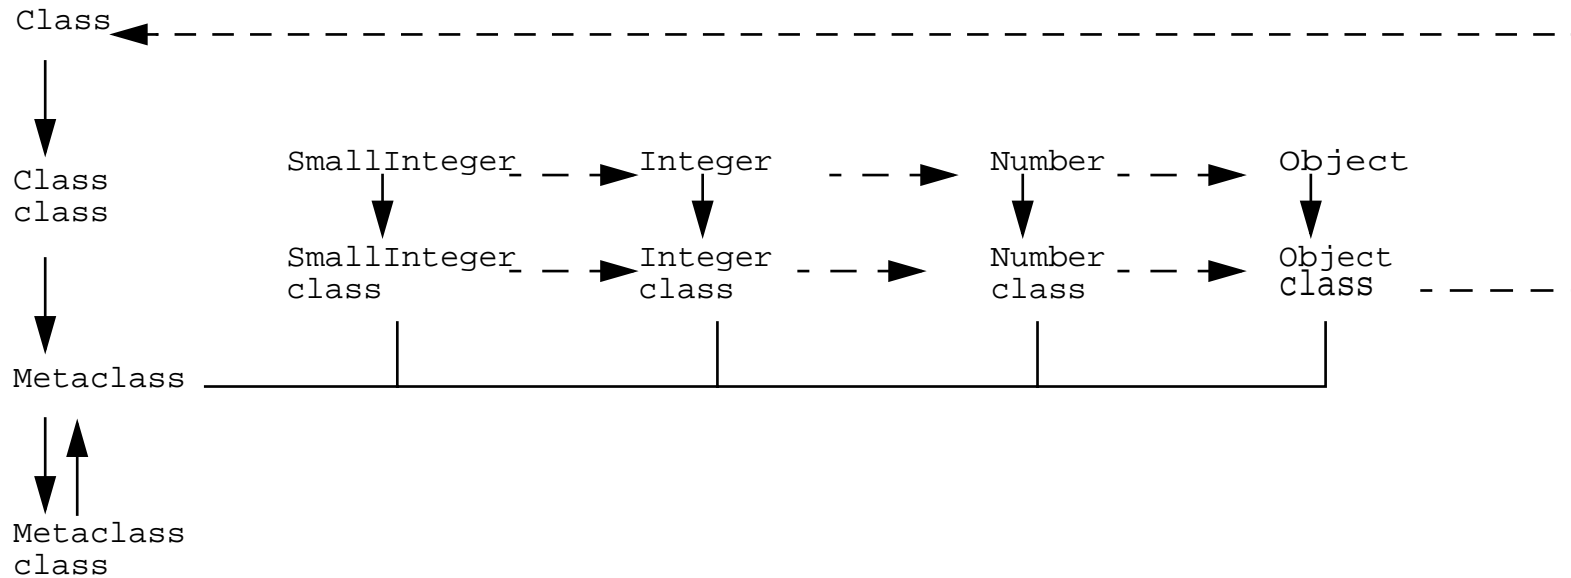 Class
SmallInteger Integer Number Object
Class
class
SmallInteger Integer Number Object
class class class class
Metaclass
Metaclass
class